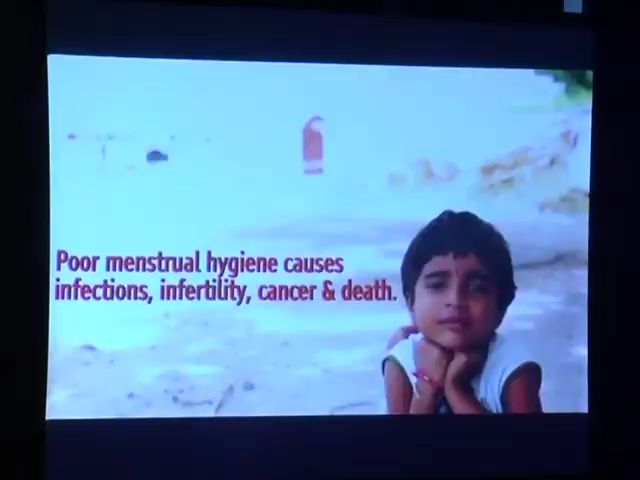 Poor menstrual hygiene causes
infections, infertility, cancer & death.